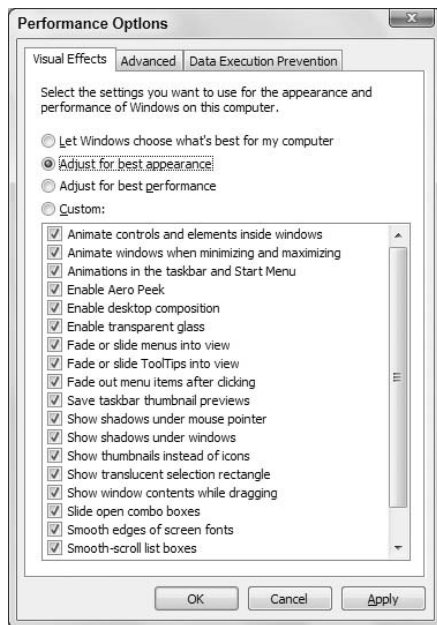 Performance Options
Visual Effects Advanced Data Execution Prevention
Select the settings you want to use for the appearance and
performance of Windows on this computer.
Let Windows choose what's best for my computer
Adjust for best appearance
Adjust for best performance
Custom:
Animate controls and elements inside windows
Animate windows when minimizing and maximizing
Animations in the taskbar and Start Menu
Enable Aero Peek
Enable desktop composition
Enable transparent glass
Fade or slide menus into view
Fade or slide ToolTips into view
Fade out menu items after clicking
Save taskbar thumbnail previews
Show shadows under mouse pointer
Show shadows under windows
Show thumbnails instead of icons
Show translucent selection rectangle
Show window contents while dragging
Slide open combo boxes
Smooth edges of screen fonts
Smooth-scroll list boxes
OK Cancel Apply